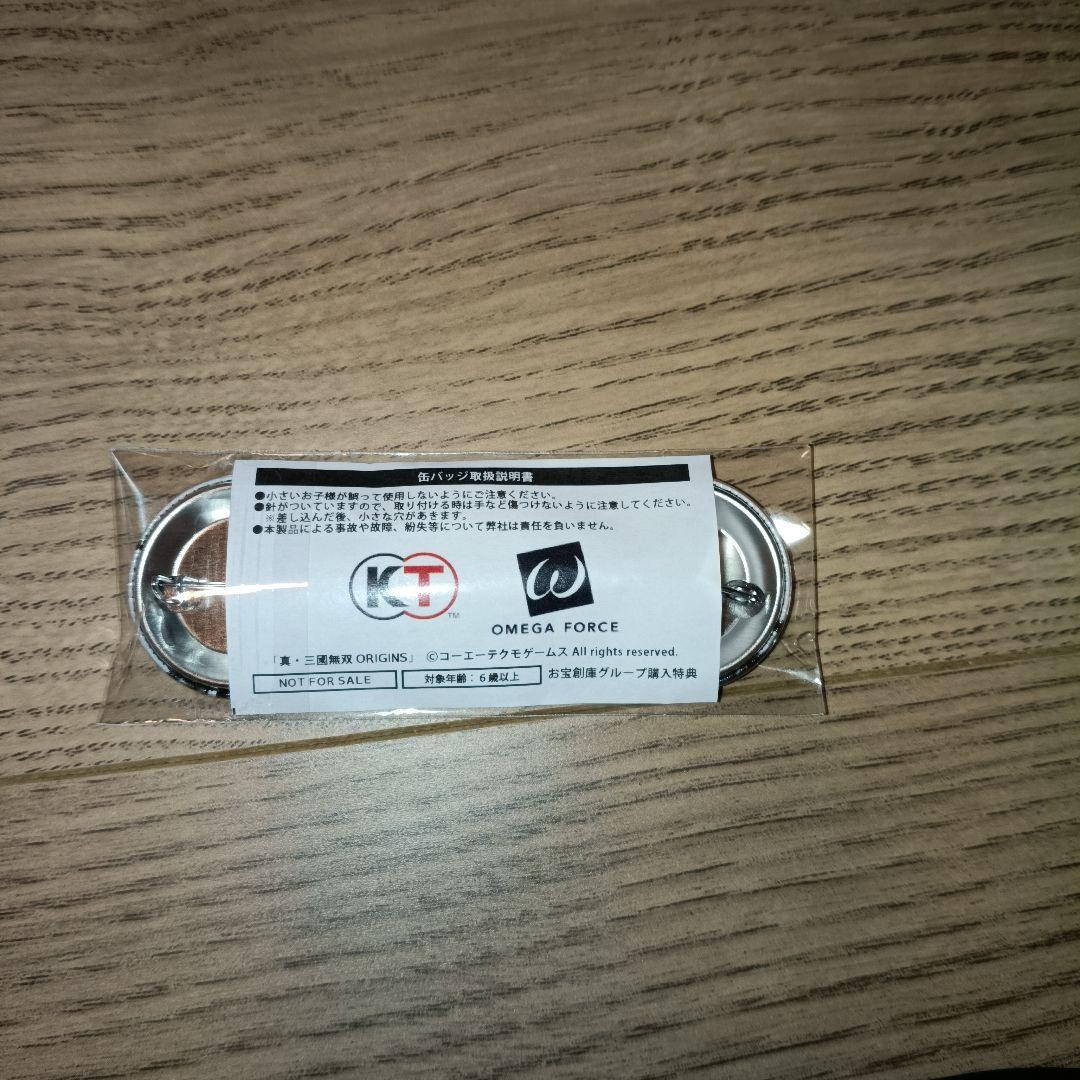 缶バッジ取扱説明書
●小さいお子様が誤って使用しないようにご注意ください。
●針がついていますので、取り付ける時は手など傷つけないように注意してください。
※差し込んだ後、小さな穴があきます。
●本製品による事故や故障、紛失等について弊社は責任を負いません。
KT™
ω
OMEGA FORCE
「真・三國無双 ORIGINS」 ©コーエーテクモゲームス All rights reserved.
NOT FOR SALE 対象年齢：６歳以上 お宝創庫グループ購入特典